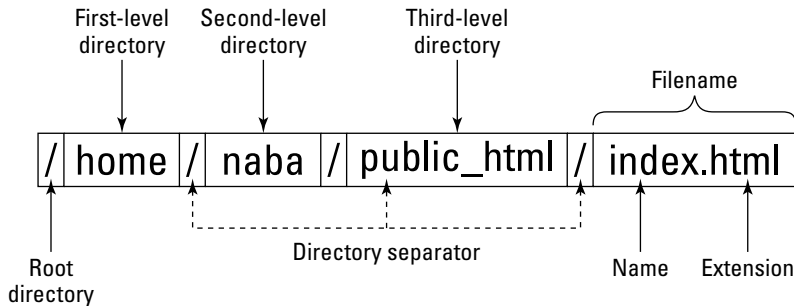 First-level
directory
Second-level
directory
Third-level
directory
Filename
/ home / naba / public_html / index.html
Directory separator
Root
directory
Name
Extension